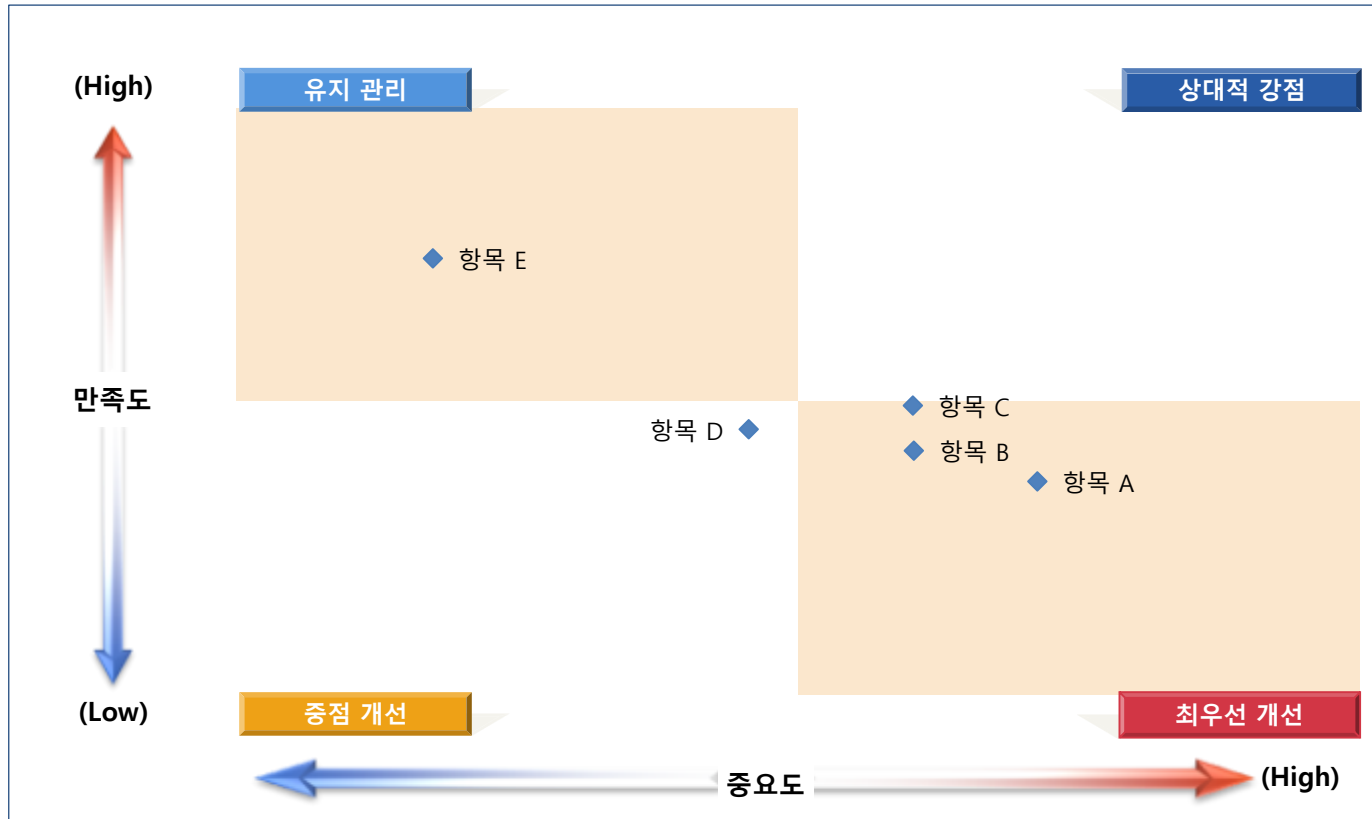 (High)
유지 관리
상대적 강점
항목 E
만족도
항목 C
항목 D
항목 B
항목 A
(Low)
중점 개선
최우선 개선
중요도
(High)